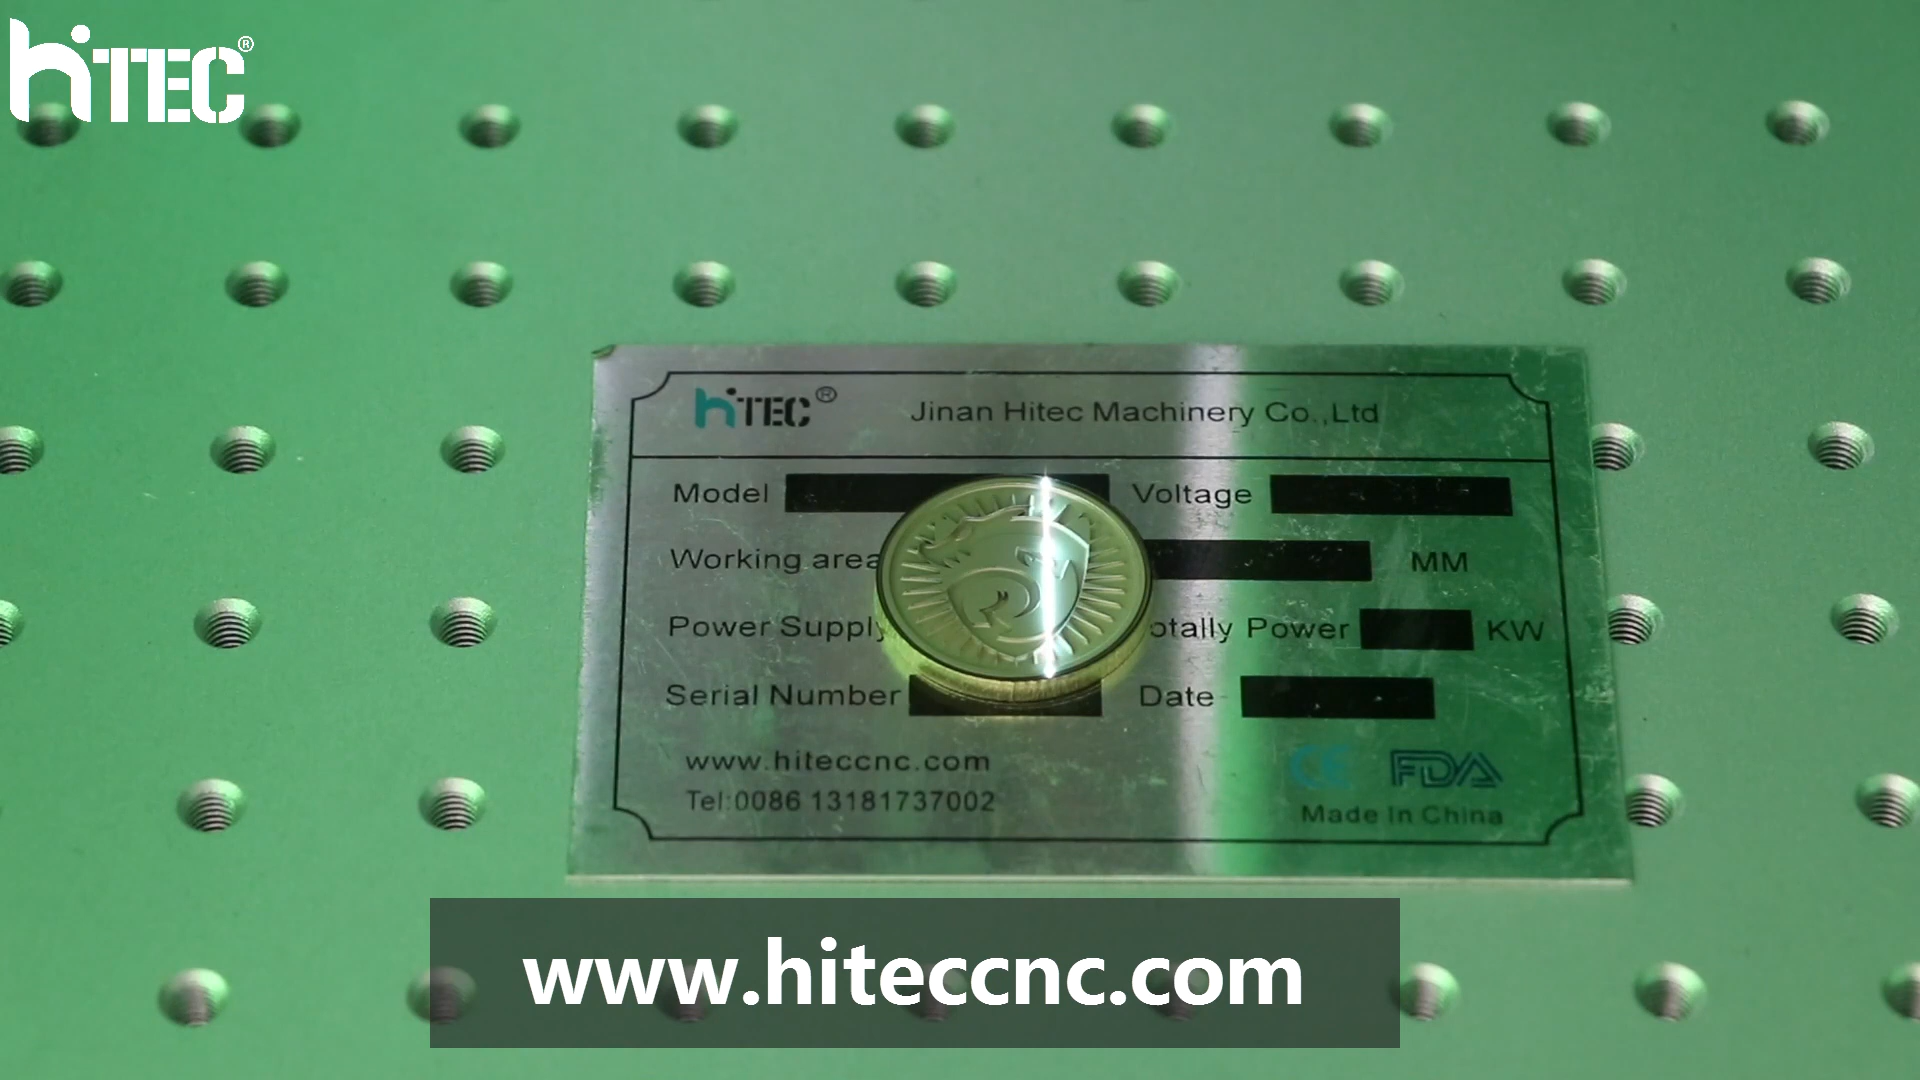 hiTEC®
hiTEC®
Jinan Hitec Machinery Co.,Ltd
Model
Voltage
Working area
MM
Power Supply
otally Power
KW
Serial Number
Date
www.hiteccnc.com
Tel:0086 13181737002
CE FDA
Made In China
www.hiteccnc.com